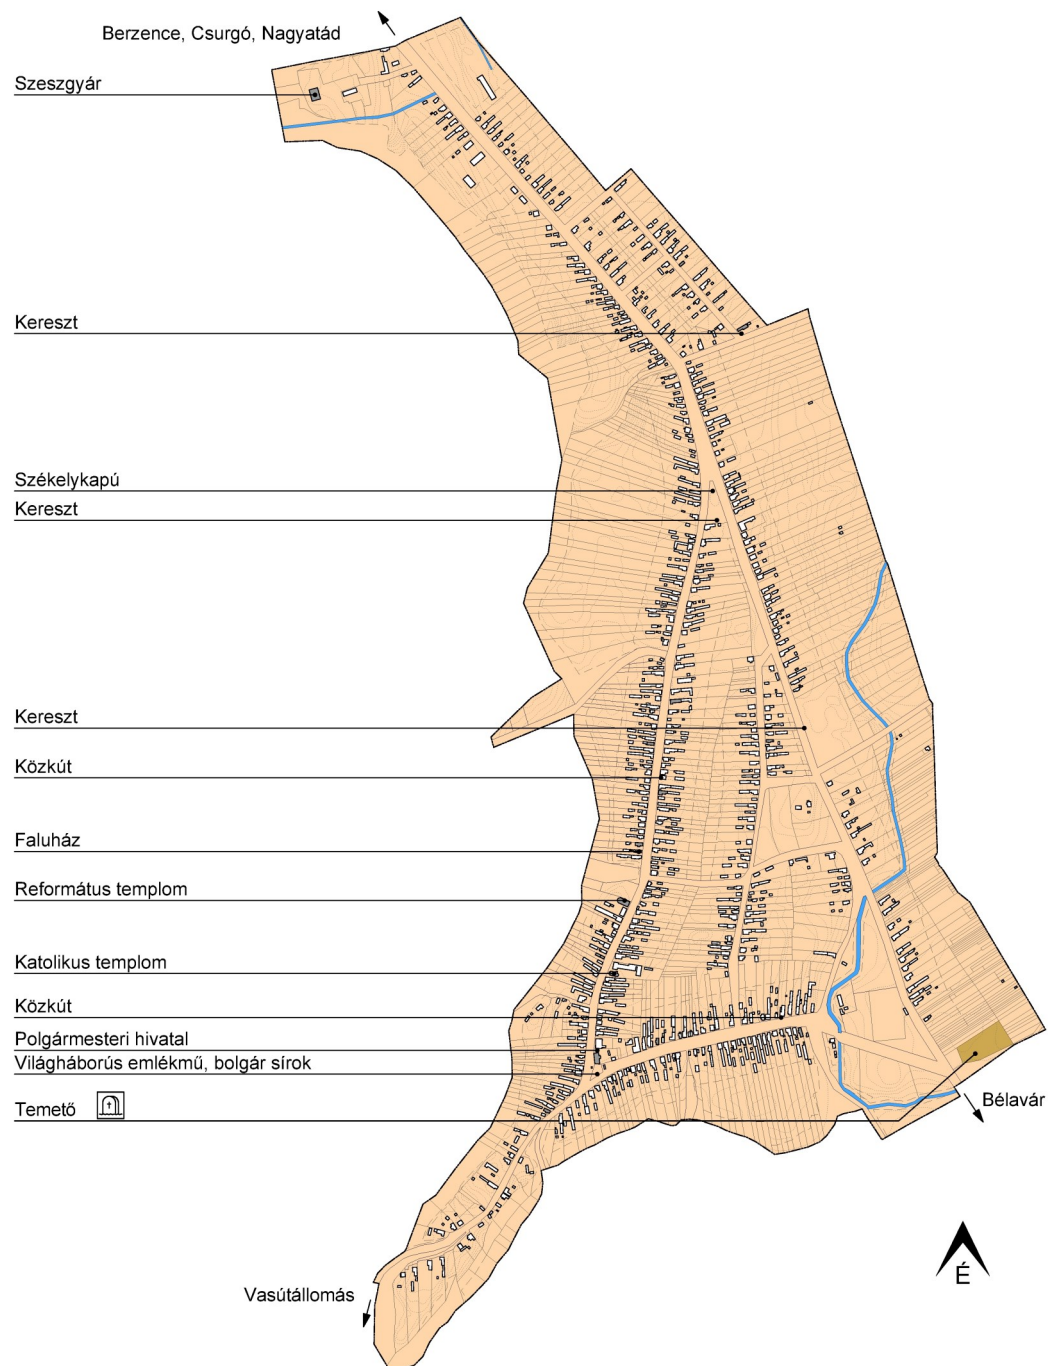 Berzence, Csurgó, Nagyatád
Szeszgyár
Kereszt
Székelykapú
Kereszt
Kereszt
Közkút
Faluház
Református templom
Katolikus templom
Közkút
Polgármesteri hivatal
Világháborús emlékmű, bolgár sírok
Temető
Bélavár
É
Vasútállomás